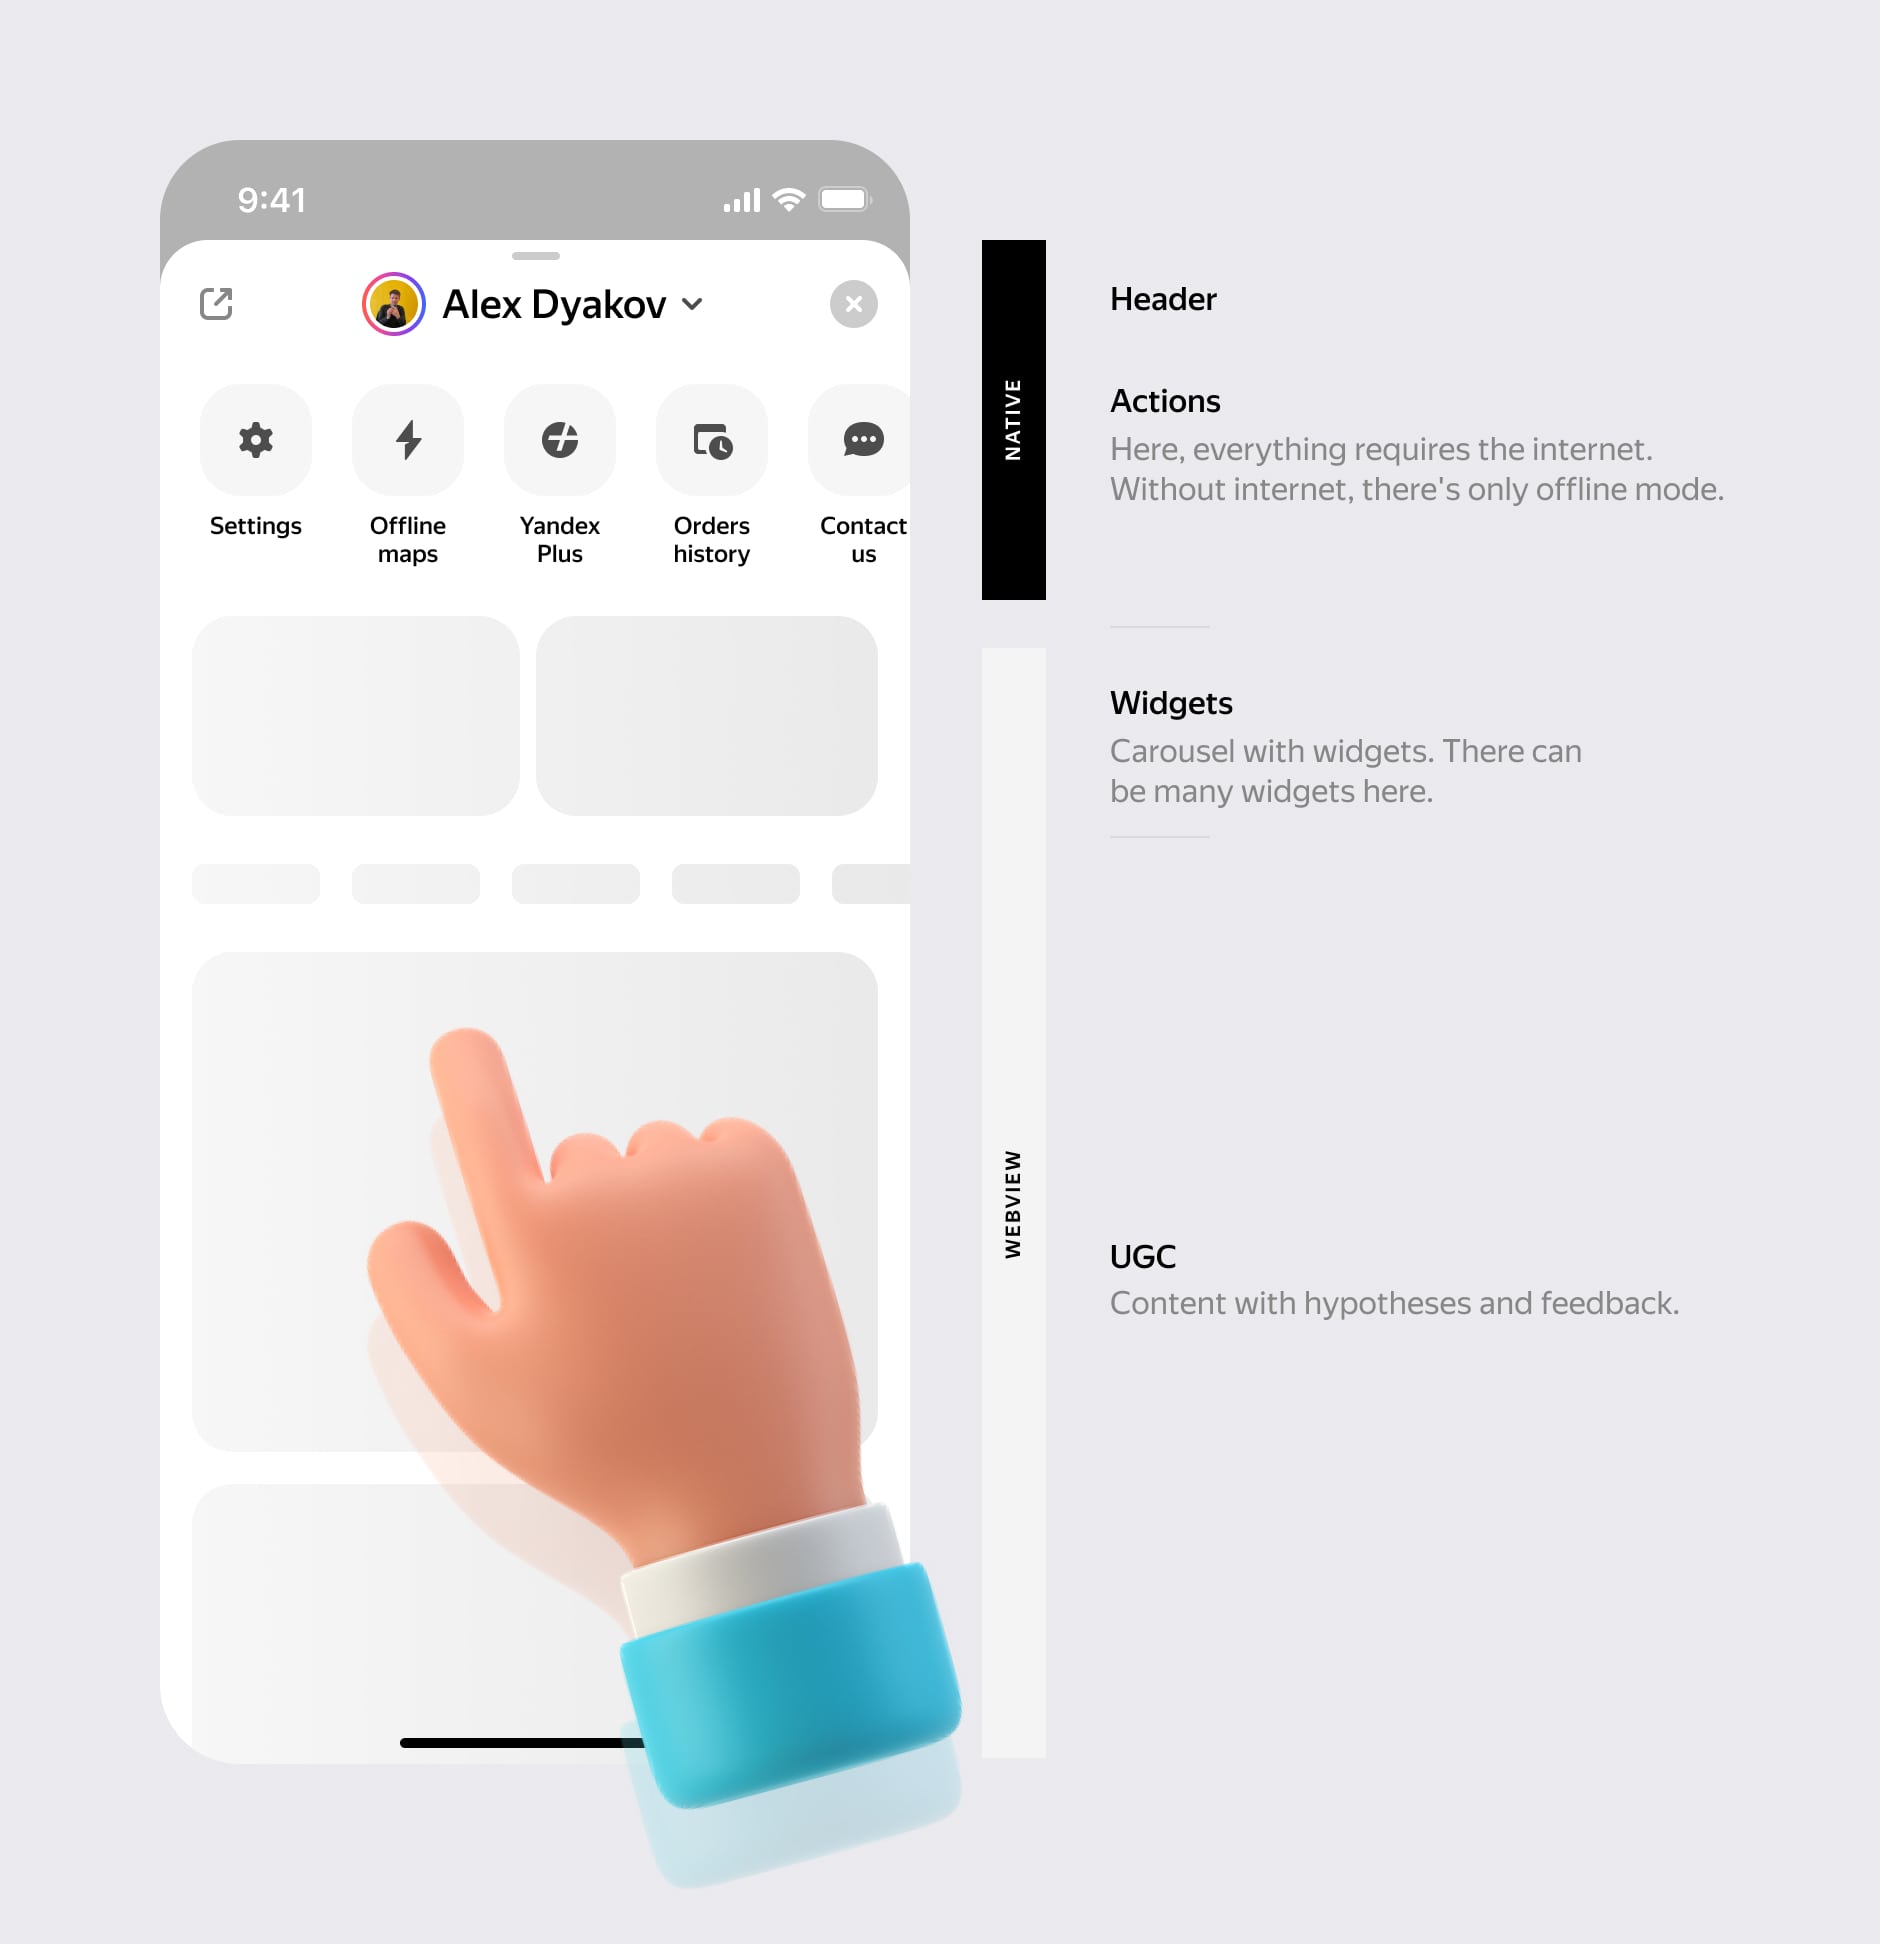 9:41
Alex Dyakov
Settings
Offline
maps
Yandex
Plus
Orders
history
Contact
us
NATIVE
Header
Actions
Here, everything requires the internet.
Without internet, there's only offline mode.
WEBVIEW
Widgets
Carousel with widgets. There can
be many widgets here.
UGC
Content with hypotheses and feedback.